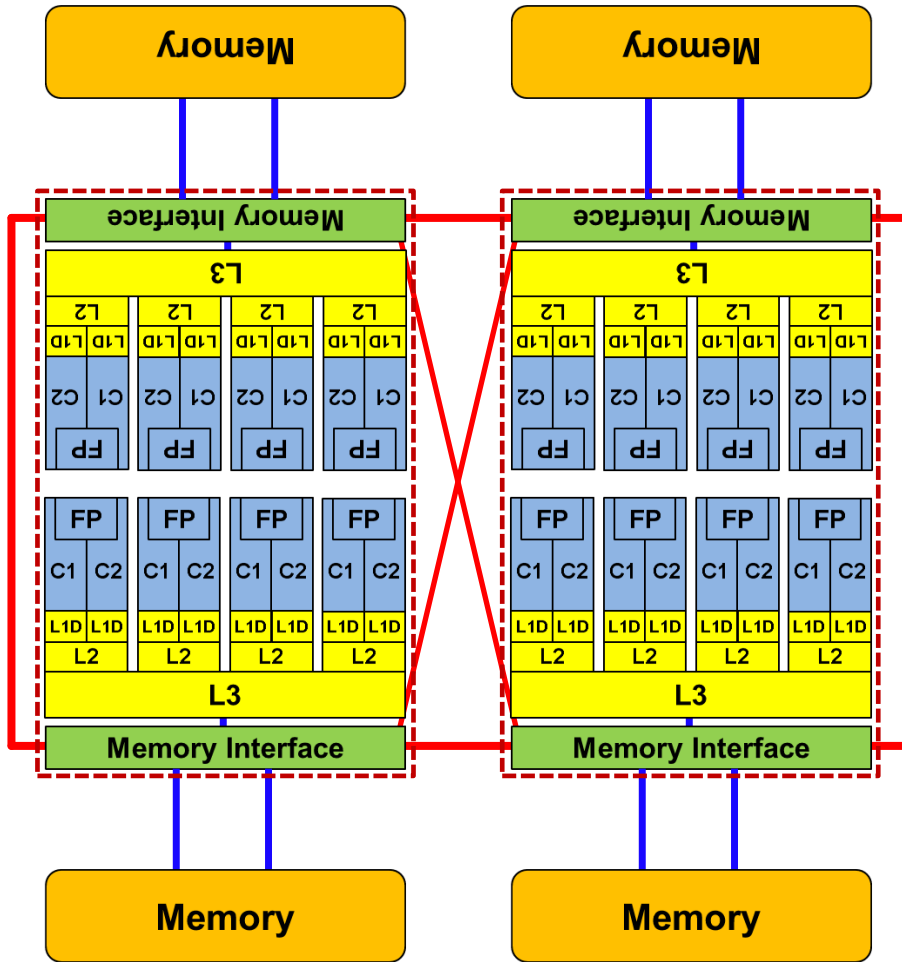 Memory Memory
Memory Interface Memory Interface
L3 L3
L2 L2 L2 L2 L2 L2 L2 L2
L1D L1D L1D L1D L1D L1D L1D L1D L1D L1D L1D L1D L1D L1D L1D L1D
C2 C1 C2 C1 C2 C1 C2 C1 C2 C1 C2 C1 C2 C1 C2 C1
FP FP FP FP FP FP FP FP
FP FP FP FP FP FP FP FP
C1 C2 C1 C2 C1 C2 C1 C2 C1 C2 C1 C2 C1 C2 C1 C2
L1D L1D L1D L1D L1D L1D L1D L1D L1D L1D L1D L1D L1D L1D L1D L1D
L2 L2 L2 L2 L2 L2 L2 L2
L3 L3
Memory Interface Memory Interface
Memory Memory